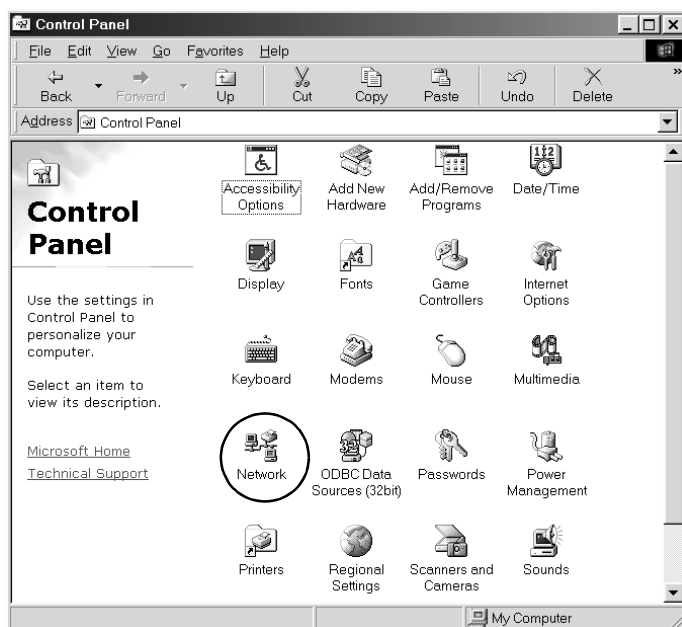 Control Panel
File Edit View Go Favorites Help
Back Forward Up Cut Copy Paste Undo Delete »
Address Control Panel
Control
Panel
Use the settings in
Control Panel to
personalize your
computer.
Select an item to
view its description.
Microsoft Home
Technical Support
Accessibility
Options
Add New
Hardware
Add/Remove
Programs
Date/Time
Display
Fonts
Game
Controllers
Internet
Options
Keyboard
Modems
Mouse
Multimedia
Network
ODBC Data
Sources (32bit)
Passwords
Power
Management
Printers
Regional
Settings
Scanners and
Cameras
Sounds
My Computer